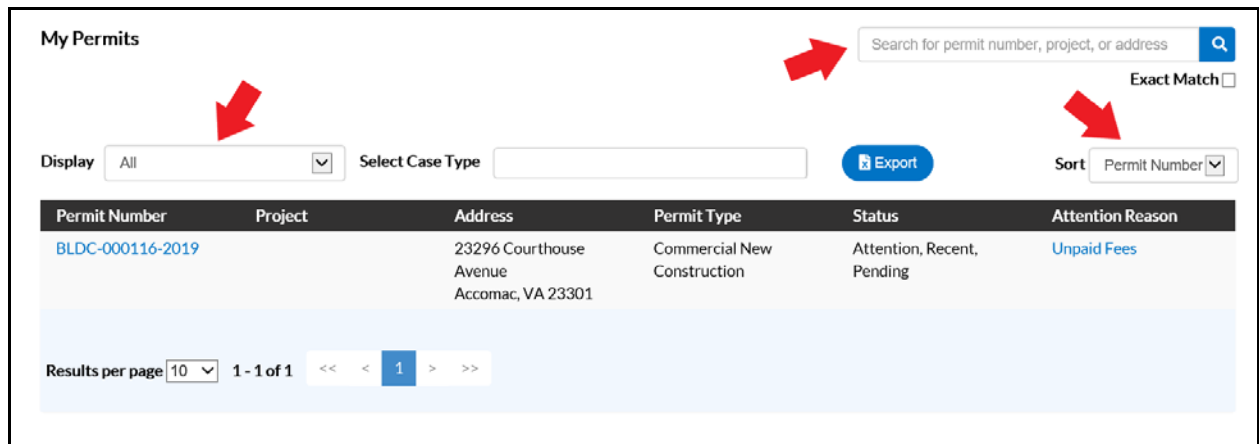 My Permits
Search for permit number, project, or address
Exact Match
Display All Select Case Type Export Sort Permit Number
Permit Number Project Address Permit Type Status Attention Reason
BLDC-000116-2019 23296 Courthouse Commercial New Attention, Recent, Unpaid Fees
Avenue Construction Pending
Accomac, VA 23301
Results per page 10 1 - 1 of 1 << < 1 > >>